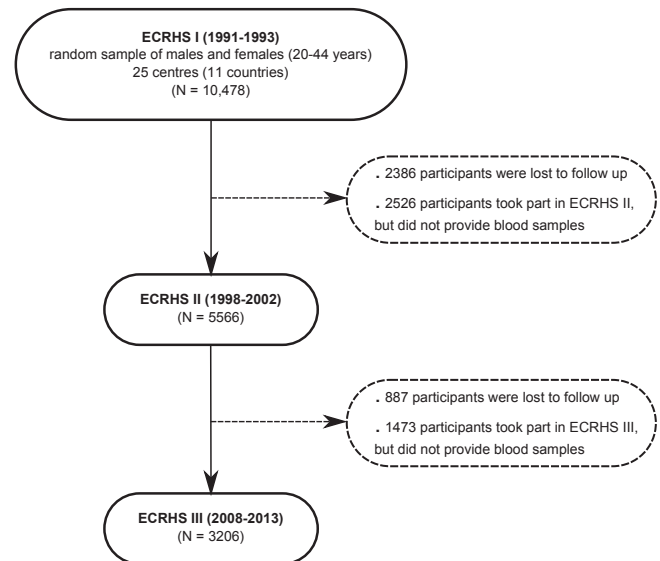 ECRHS I (1991-1993)
random sample of males and females (20-44 years)
25 centres (11 countries)
(N = 10,478)
. 2386 participants were lost to follow up
. 2526 participants took part in ECRHS II,
but did not provide blood samples
ECRHS II (1998-2002)
(N = 5566)
. 887 participants were lost to follow up
. 1473 participants took part in ECRHS III,
but did not provide blood samples
ECRHS III (2008-2013)
(N = 3206)